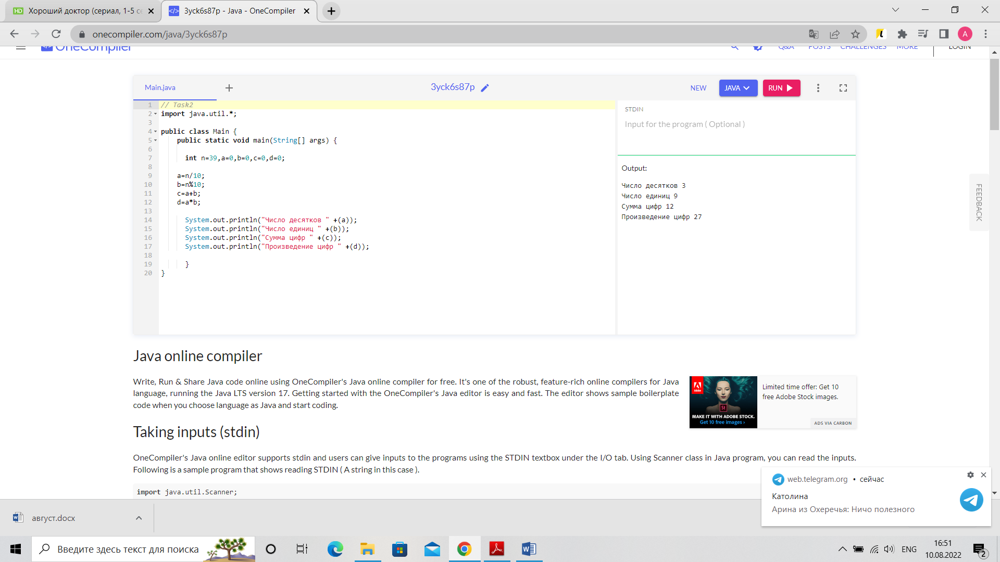 HD Хороший доктор (сериал, 1-5 се
3yck6s87p - Java - OneCompiler
onecompiler.com/java/3yck6s87p
A
OneCompiler
Q&A POSTS CHALLENGES MORE LOGIN
Main.java
3yck6s87p
NEW
JAVA
RUN
1 // Task2
2 import java.util.*;
3
4 public class Main {
5 public static void main(String[] args) {
6
7 int n=39,a=0,b=0,c=0,d=0;
8
9 a=n/10;
10 b=n%10;
11 c=a+b;
12 d=a*b;
13
14 System.out.println("Число десятков " +(a));
15 System.out.println("Число единиц " +(b));
16 System.out.println("Сумма цифр " +(c));
17 System.out.println("Произведение цифр " +(d));
18
19 }
20 }
STDIN
Input for the program ( Optional )
Output:
Число десятков 3
Число единиц 9
Сумма цифр 12
Произведение цифр 27
FEEDBACK
Java online compiler
Write, Run & Share Java code online using OneCompiler's Java online compiler for free. It's one of the robust, feature-rich online compilers for Java
language, running the Java LTS version 17. Getting started with the OneCompiler's Java editor is easy and fast. The editor shows sample boilerplate
code when you choose language as Java and start coding.
Adobe
St
MAKE IT WITH ADOBE STOCK.
Get 10 free images ›
Limited time offer: Get 10
free Adobe Stock images.
ADS VIA CARBON
Taking inputs (stdin)
OneCompiler's Java online editor supports stdin and users can give inputs to the programs using the STDIN textbox under the I/O tab. Using Scanner class in Java program, you can read the inputs.
Following is a sample program that shows reading STDIN ( A string in this case ).
import java.util.Scanner;
web.telegram.org • сейчас
Католина
Арина из Охеречья: Ничо полезного
август.docx
Введите здесь текст для поиска
ENG
16:51
10.08.2022
2